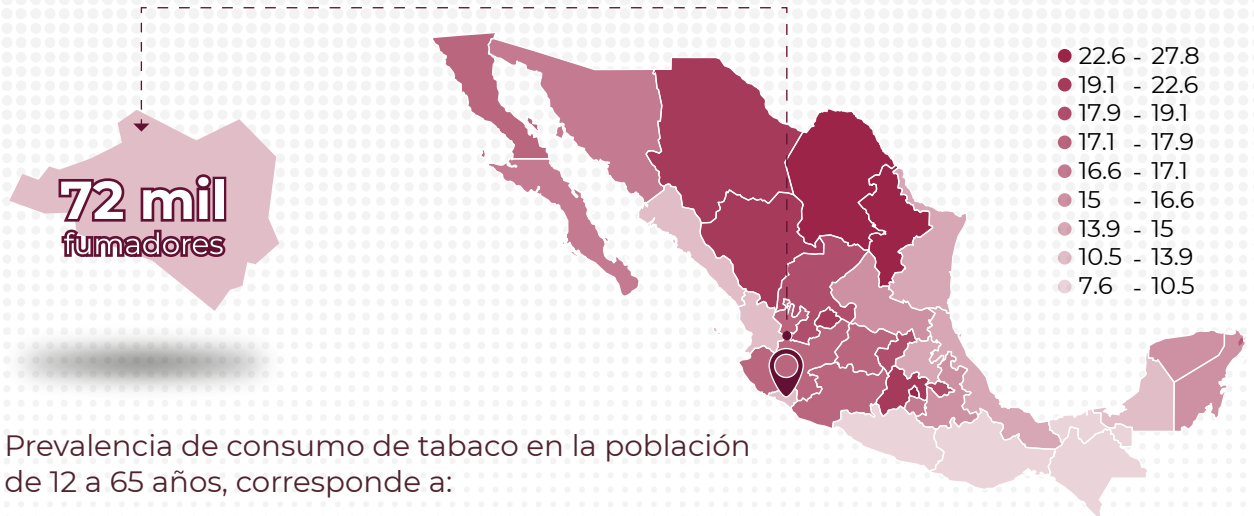 22.6 - 27.8
19.1 - 22.6
17.9 - 19.1
17.1 - 17.9
16.6 - 17.1
15 - 16.6
13.9 - 15
10.5 - 13.9
7.6 - 10.5
72 mil
fumadores
Prevalencia de consumo de tabaco en la población
de 12 a 65 años, corresponde a: